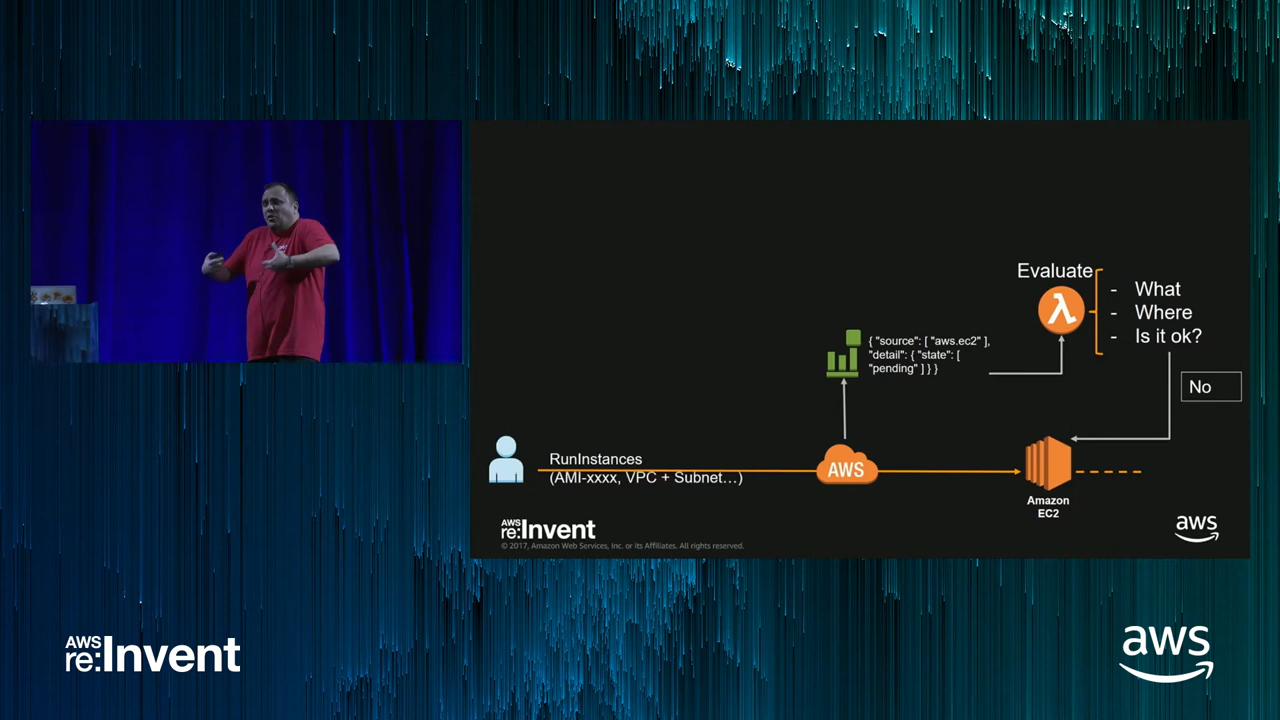 Evaluate
- What
- Where
- Is it ok?
{ "source": [ "aws.ec2" ],
"detail": { "state": [
"pending" ] } }
No
RunInstances
(AMI-xxxx, VPC + Subnet…)
AWS
Amazon
EC2
AWS
re:Invent
© 2017, Amazon Web Services, Inc. or its Affiliates. All rights reserved.
aws
AWS
re:Invent
aws